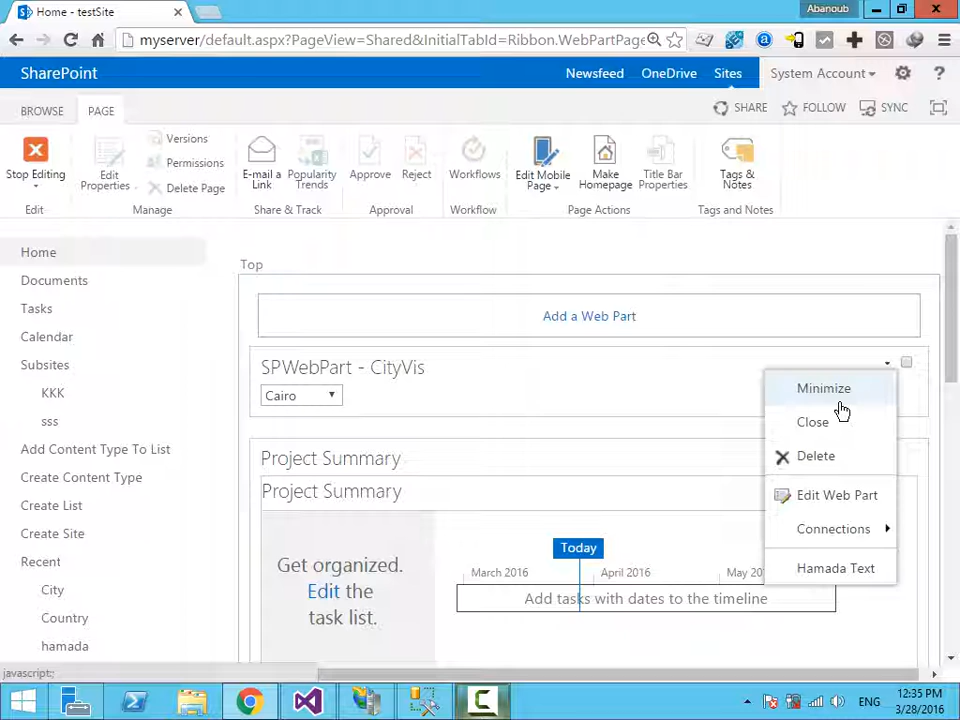 Home - testSite
Abanoub
myserver/default.aspx?PageView=Shared&InitialTabId=Ribbon.WebPartPage
SharePoint
Newsfeed
OneDrive
Sites
System Account
?
BROWSE
PAGE
SHARE
FOLLOW
SYNC
Stop Editing
Edit Properties
Versions
Permissions
Delete Page
E-mail a Link
Popularity Trends
Approve
Reject
Workflows
Edit Mobile Page
Make Homepage
Title Bar Properties
Tags & Notes
Edit
Manage
Share & Track
Approval
Workflow
Page Actions
Tags and Notes
Home
Documents
Tasks
Calendar
Subsites
KKK
sss
Add Content Type To List
Create Content Type
Create List
Create Site
Recent
City
Country
hamada
Top
Add a Web Part
SPWebPart - CityVis
Cairo
Minimize
Close
Delete
Edit Web Part
Connections
Hamada Text
Project Summary
Project Summary
Get organized.
Edit the
task list.
Today
March 2016
April 2016
May 20
Add tasks with dates to the timeline
javascript:;
ENG
12:35 PM
3/28/2016